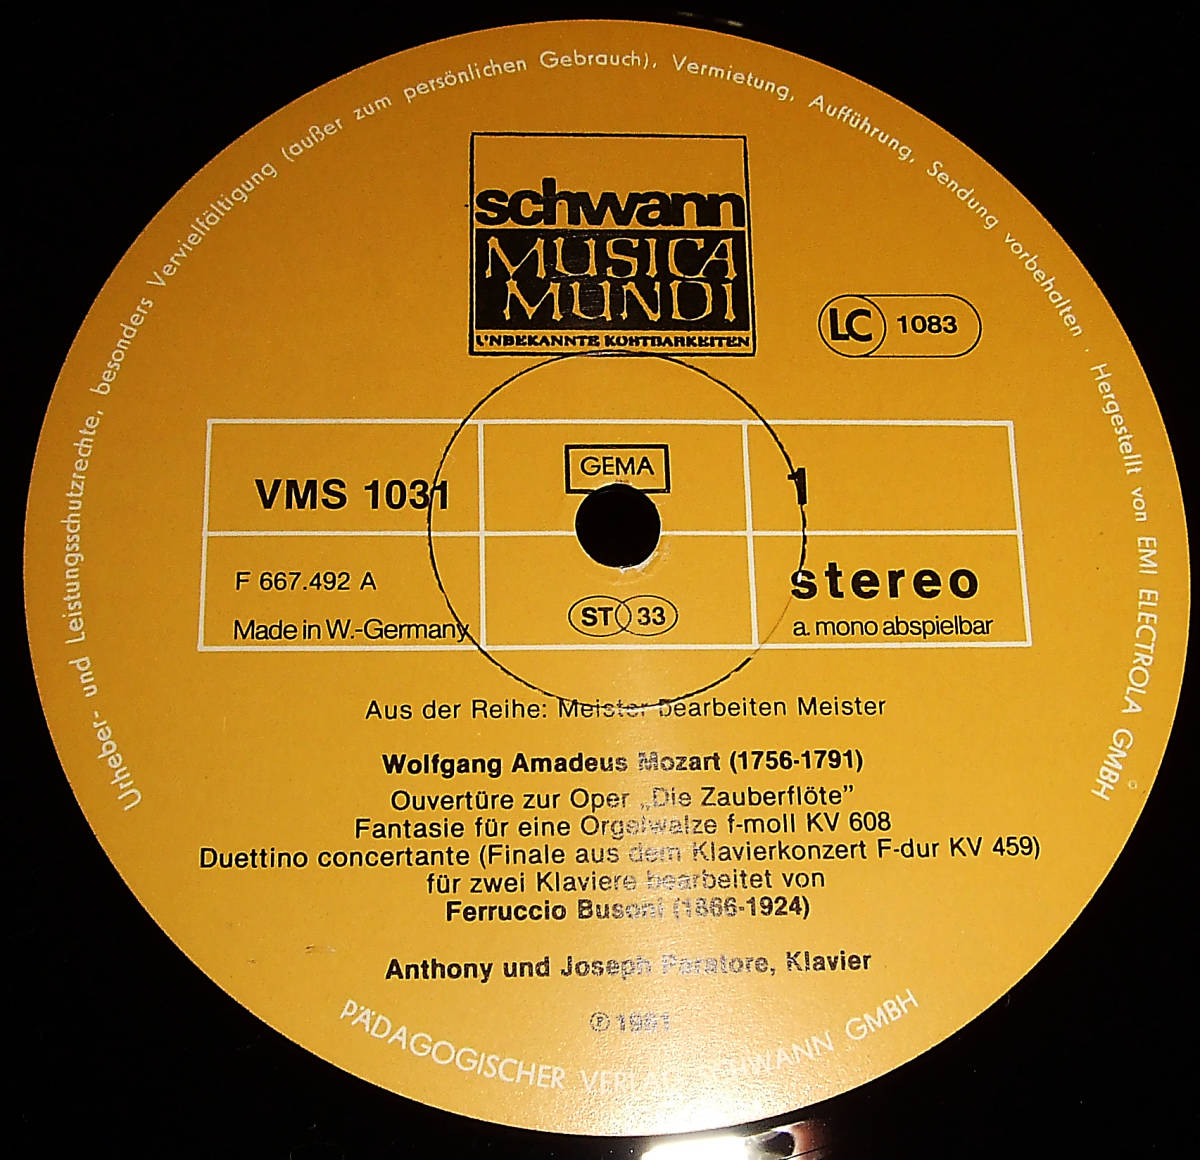 Urheber- und Leistungsschutzrechte, besonders Vervielfältigung (außer zum persönlichen Gebrauch), Vermietung, Aufführung, Sendung vorbehalten · Hergestellt von EMI ELECTROLA GMBH
schwann
MUSICA
MUNDI
UNBEKANNTE KOSTBARKEITEN
LC 1083
GEMA
VMS 1031
1
F 667.492 A
stereo
Made in W.-Germany
ST 33
a. mono abspielbar
Aus der Reihe: Meister bearbeiten Meister
Wolfgang Amadeus Mozart (1756-1791)
Ouvertüre zur Oper „Die Zauberflöte”
Fantasie für eine Orgelwalze f-moll KV 608
Duettino concertante (Finale aus dem Klavierkonzert F-dur KV 459)
für zwei Klaviere bearbeitet von
Ferruccio Busoni (1866-1924)
Anthony und Joseph Paratore, Klavier
℗ 1981
PÄDAGOGISCHER VERLAG SCHWANN GMBH